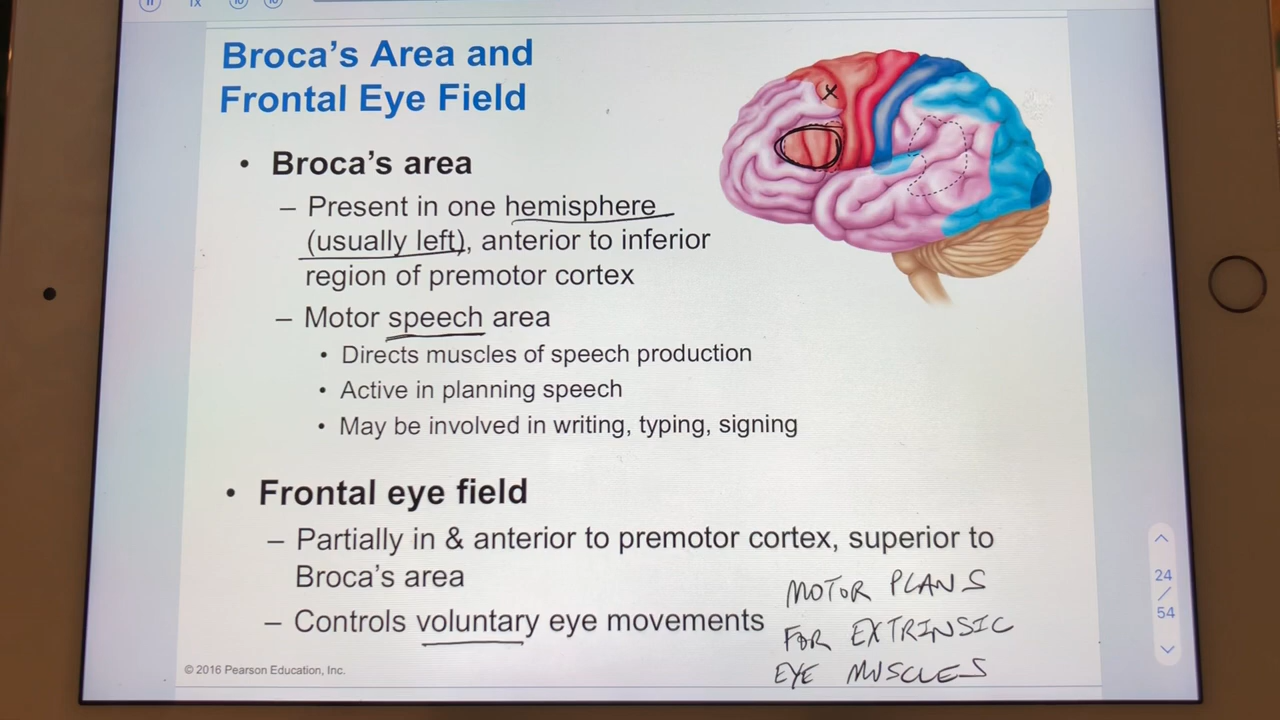 1x
Broca's Area and
Frontal Eye Field
• Broca's area
– Present in one hemisphere
(usually left), anterior to inferior
region of premotor cortex
– Motor speech area
• Directs muscles of speech production
• Active in planning speech
• May be involved in writing, typing, signing
• Frontal eye field
– Partially in & anterior to premotor cortex, superior to
Broca's area
– Controls voluntary eye movements
MOTOR PLANS
FOR EXTRINSIC
EYE MUSCLES
© 2016 Pearson Education, Inc.
24
/
54
X